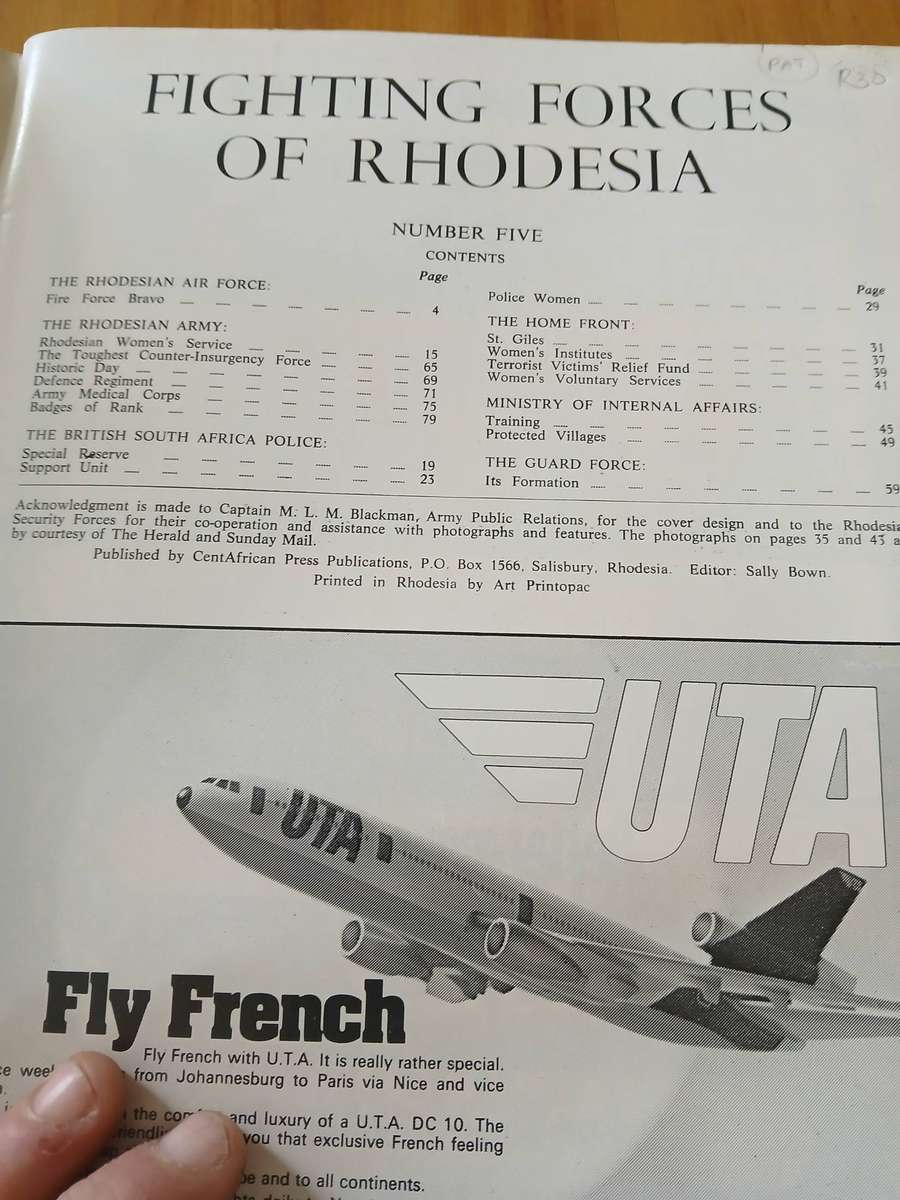 PAT
R30
FIGHTING FORCES
OF RHODESIA
NUMBER FIVE
CONTENTS
Page
THE RHODESIAN AIR FORCE:
Fire Force Bravo 4
THE RHODESIAN ARMY:
Rhodesian Women's Service 15
The Toughest Counter-Insurgency Force 65
Historic Day 69
Defence Regiment 71
Army Medical Corps 75
Badges of Rank 79
THE BRITISH SOUTH AFRICA POLICE:
Special Reserve 19
Support Unit 23
Page
Police Women 29
THE HOME FRONT:
St. Giles 31
Women's Institutes 37
Terrorist Victims' Relief Fund 39
Women's Voluntary Services 41
MINISTRY OF INTERNAL AFFAIRS:
Training 45
Protected Villages 49
THE GUARD FORCE:
Its Formation 59
Acknowledgment is made to Captain M. L. M. Blackman, Army Public Relations, for the cover design and to the Rhodesia
Security Forces for their co-operation and assistance with photographs and features. The photographs on pages 35 and 43 a
by courtesy of The Herald and Sunday Mail.
Published by CentAfrican Press Publications, P.O. Box 1566, Salisbury, Rhodesia. Editor: Sally Bown.
Printed in Rhodesia by Art Printopac
UTA
UTA
Fly French
Fly French with U.T.A. It is really rather special.
from Johannesburg to Paris via Nice and vice
the and luxury of a U.T.A. DC 10. The
you that exclusive French feeling
and to all continents.